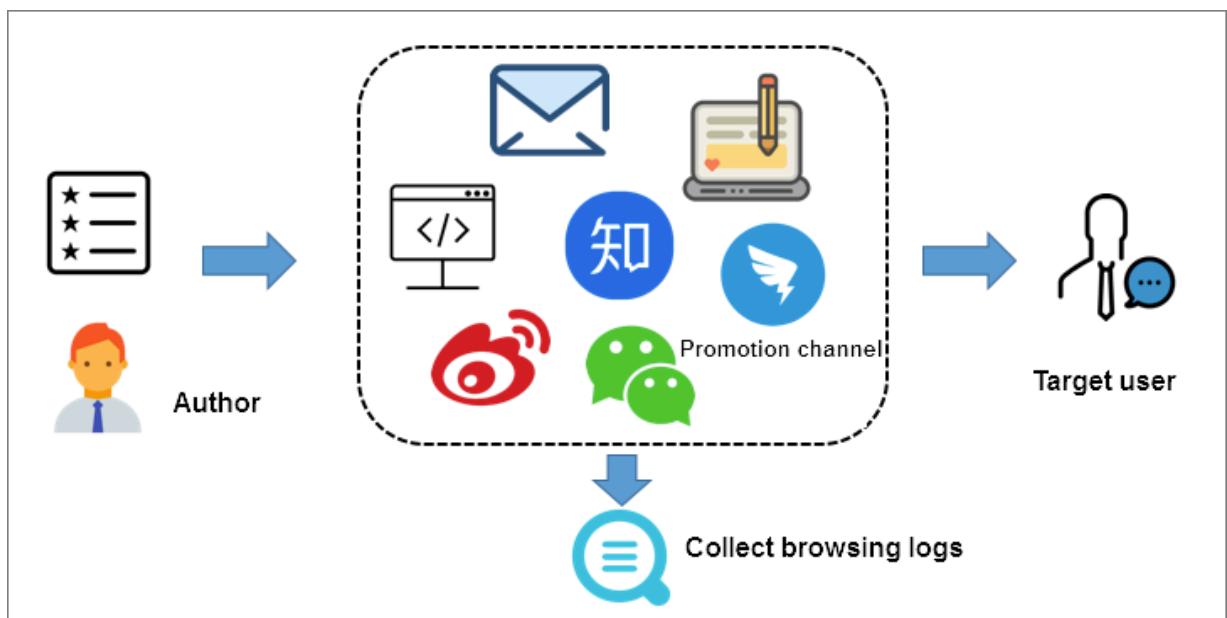 </>
知
Promotion channel
Author
Target user
Collect browsing logs